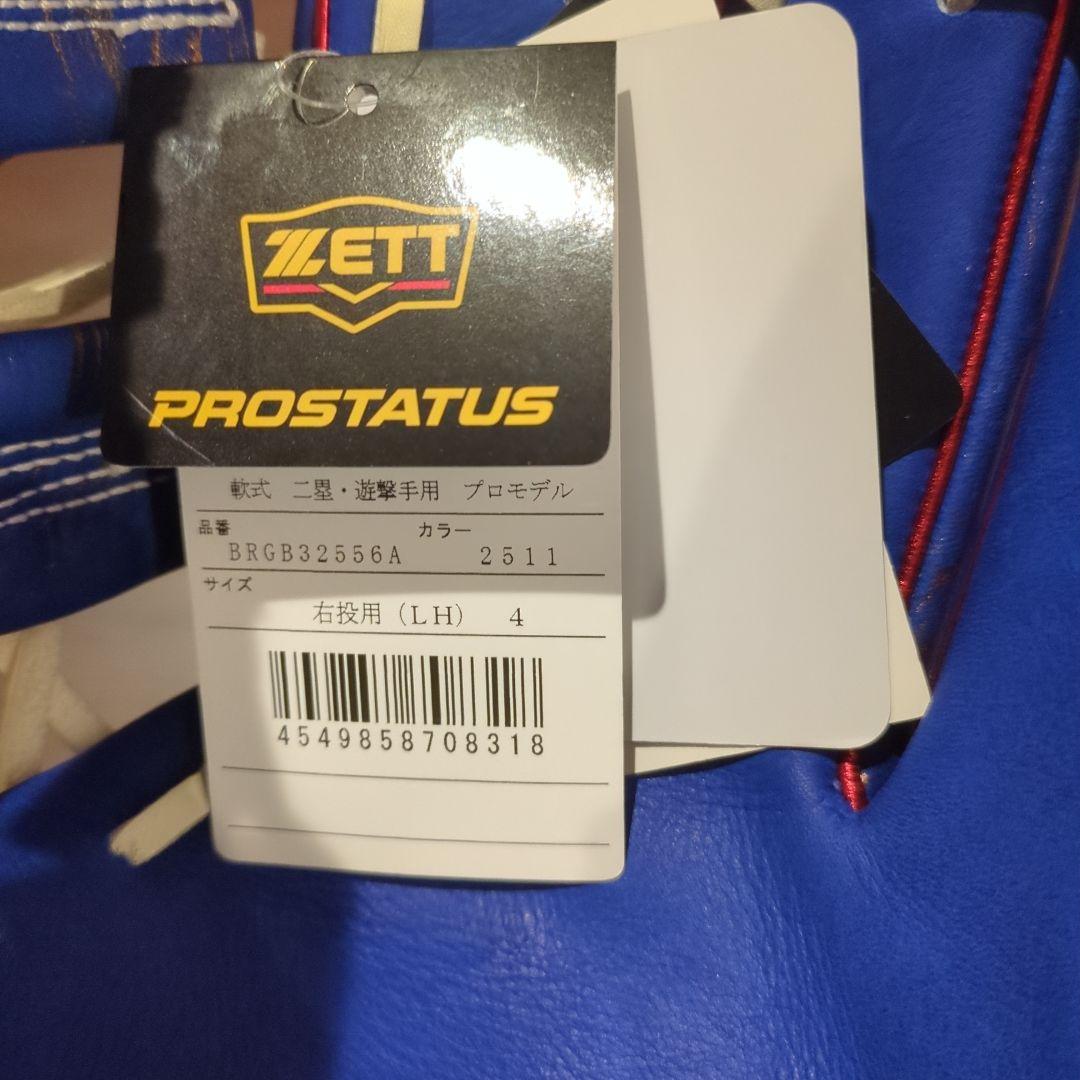 ZETT
PROSTATUS
軟式 二塁・遊撃手用 プロモデル
品番 カラー
BRGB32556A 2511
サイズ
右投用(LH) 4
4549858708318